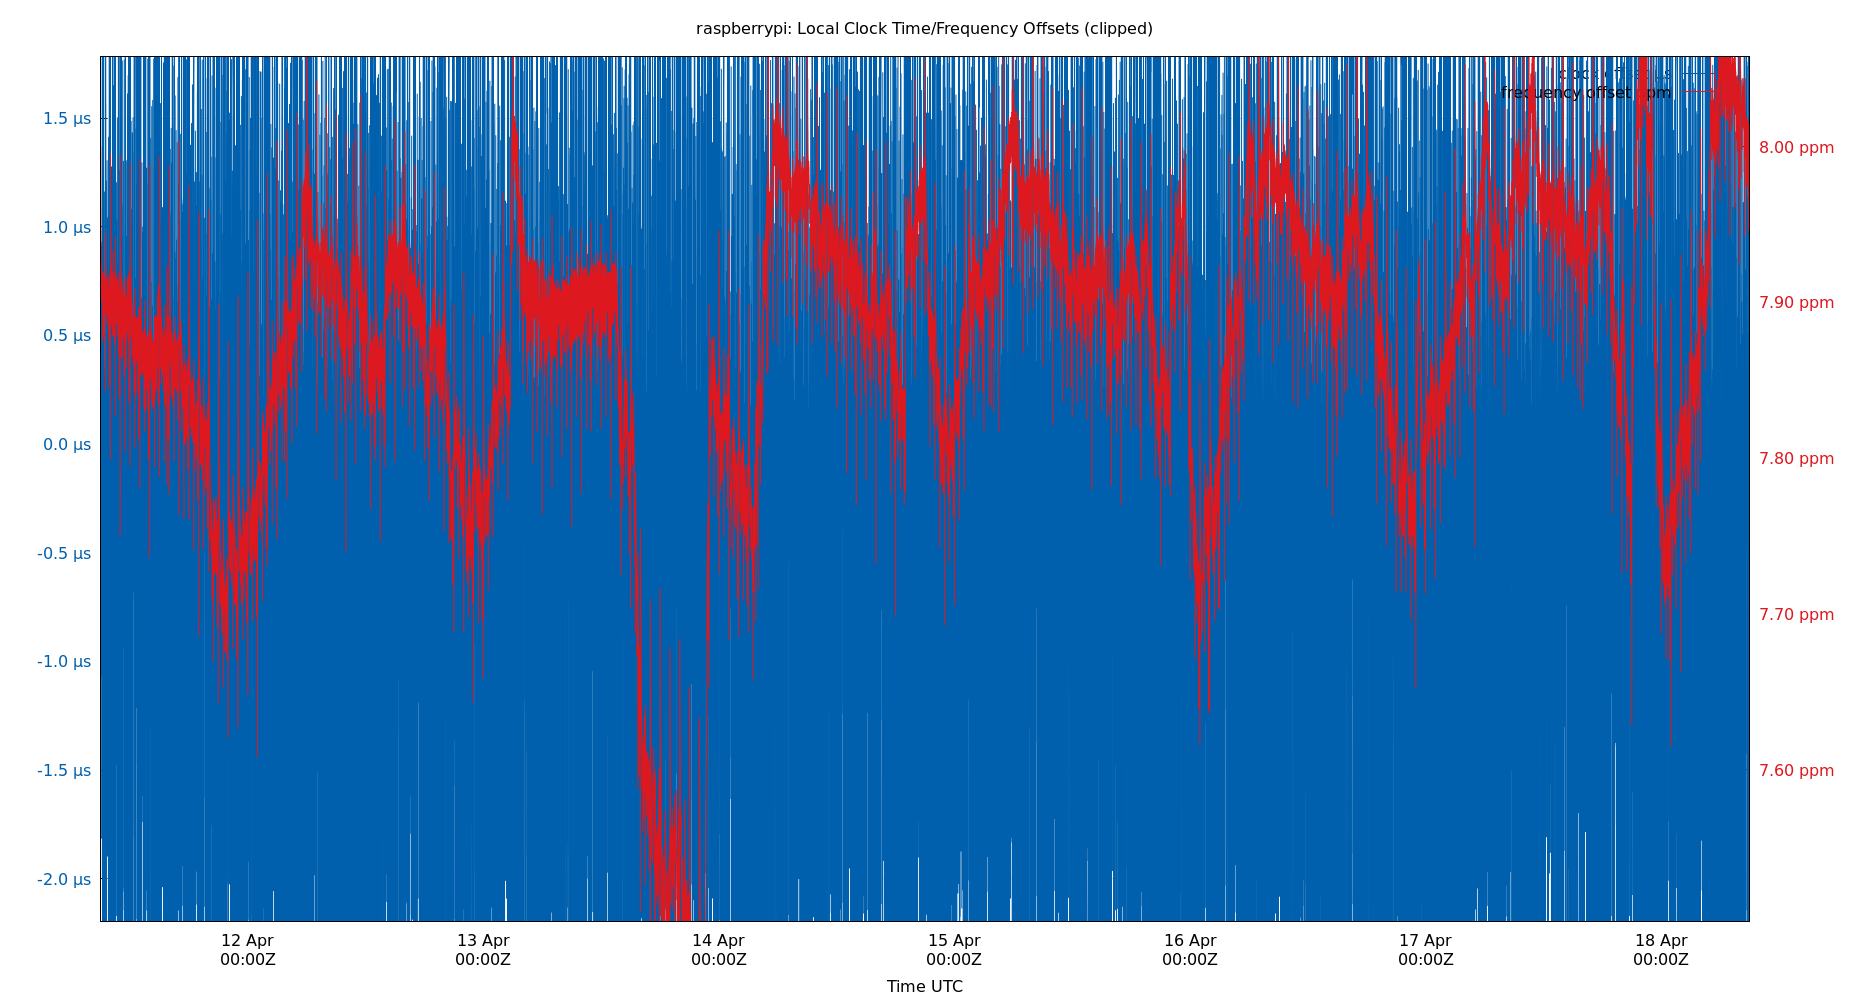 raspberrypi: Local Clock Time/Frequency Offsets (clipped)
clock offset µs
frequency offset ppm
1.5 µs
1.0 µs
0.5 µs
0.0 µs
-0.5 µs
-1.0 µs
-1.5 µs
-2.0 µs
8.00 ppm
7.90 ppm
7.80 ppm
7.70 ppm
7.60 ppm
12 Apr
00:00Z
13 Apr
00:00Z
14 Apr
00:00Z
15 Apr
00:00Z
16 Apr
00:00Z
17 Apr
00:00Z
18 Apr
00:00Z
Time UTC